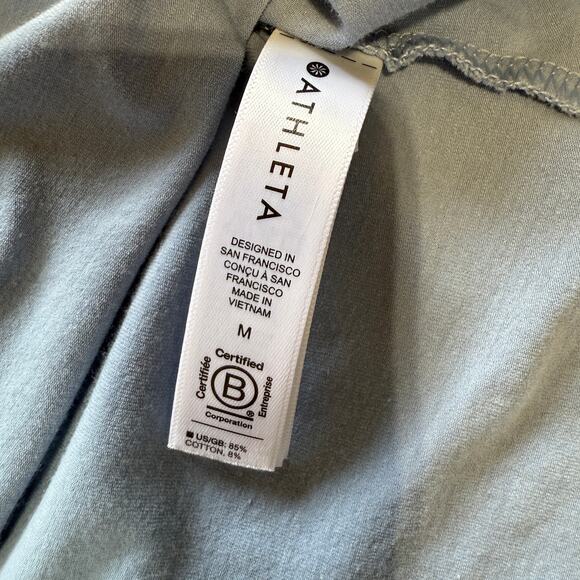 ATHLETA
DESIGNED IN
SAN FRANCISCO
CONÇU À SAN
FRANCISCO
MADE IN
VIETNAM
M
Certified
Certifiée
B
®
Entreprise
Corporation
US/GB: 85%
COTTON, 8%